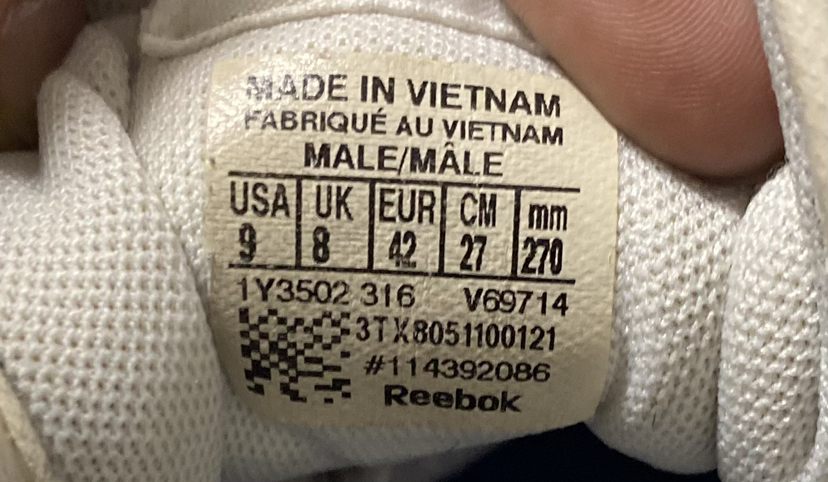 MADE IN VIETNAM
FABRIQUÉ AU VIETNAM
MALE/MÂLE
USA UK EUR CM mm
9 8 42 27 270
1Y3502 316 V69714
3TX8051100121
#114392086
Reebok